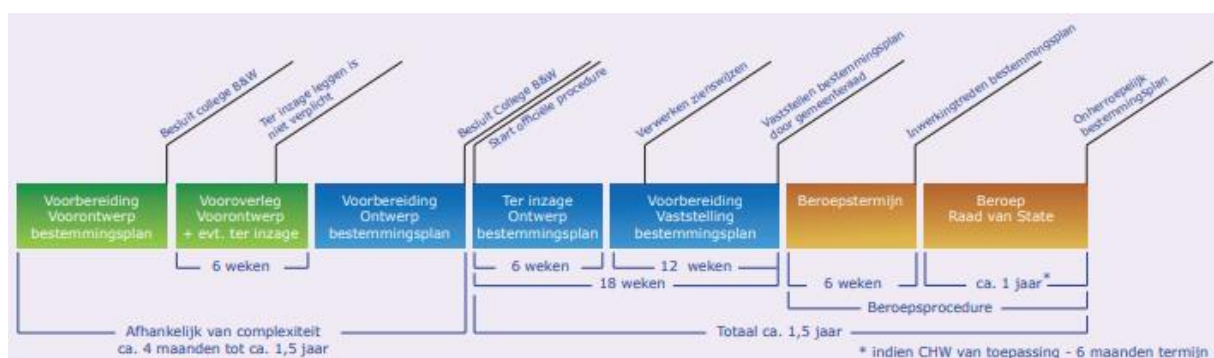 Besluit college B&W
Ter inzage leggen is
niet verplicht
Besluit College B&W
Start officiële procedure
Verwerken zienswijzen
Vaststellen bestemmingsplan
door gemeenteraad
Inwerkingtreden bestemmingsplan
Onherroepelijk
bestemmingsplan
Voorbereiding
Voorontwerp
bestemmingsplan
Vooroverleg
Voorontwerp
+ evt. ter inzage
Voorbereiding
Ontwerp
bestemmingsplan
Ter inzage
Ontwerp
bestemmingsplan
Voorbereiding
Vaststelling
bestemmingsplan
Beroepstermijn
Beroep
Raad van State
6 weken
6 weken
12 weken
18 weken
6 weken
ca. 1 jaar*
Beroepsprocedure
Afhankelijk van complexiteit
ca. 4 maanden tot ca. 1,5 jaar
Totaal ca. 1,5 jaar
* indien CHW van toepassing - 6 maanden termijn